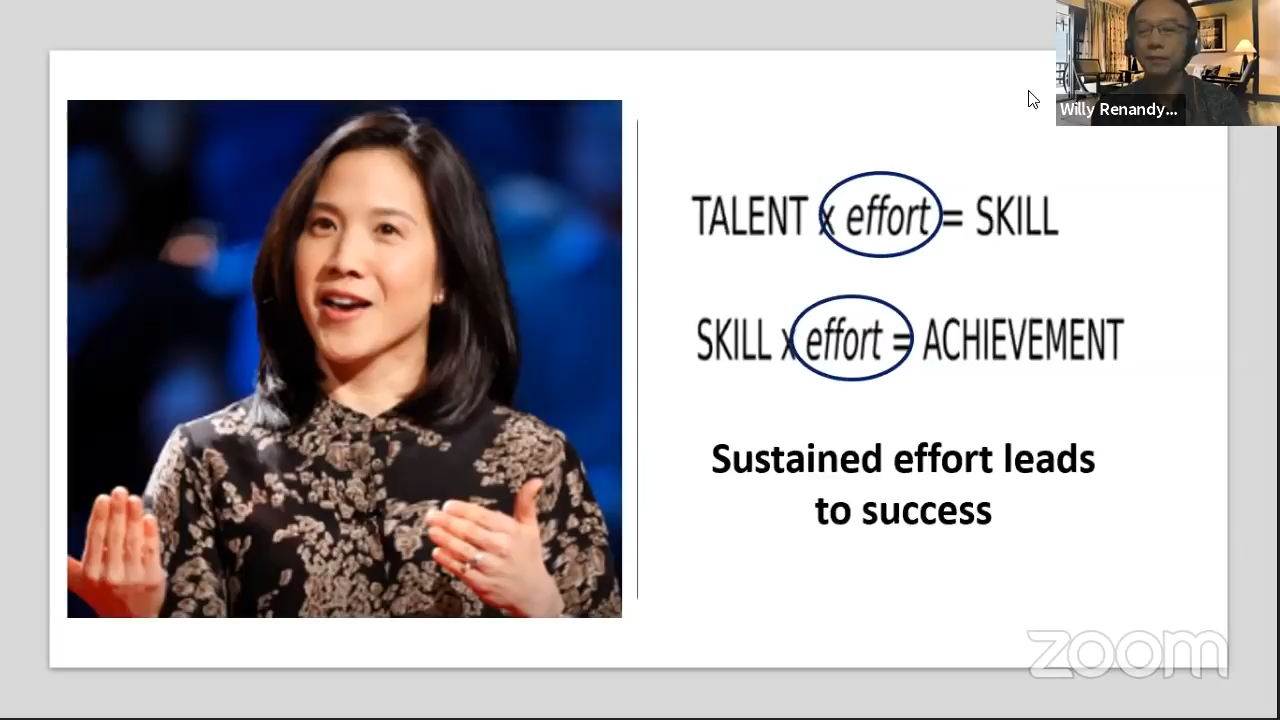 Willy Renandy...
TALENT x effort = SKILL
SKILL x effort = ACHIEVEMENT
Sustained effort leads
to success
zoom